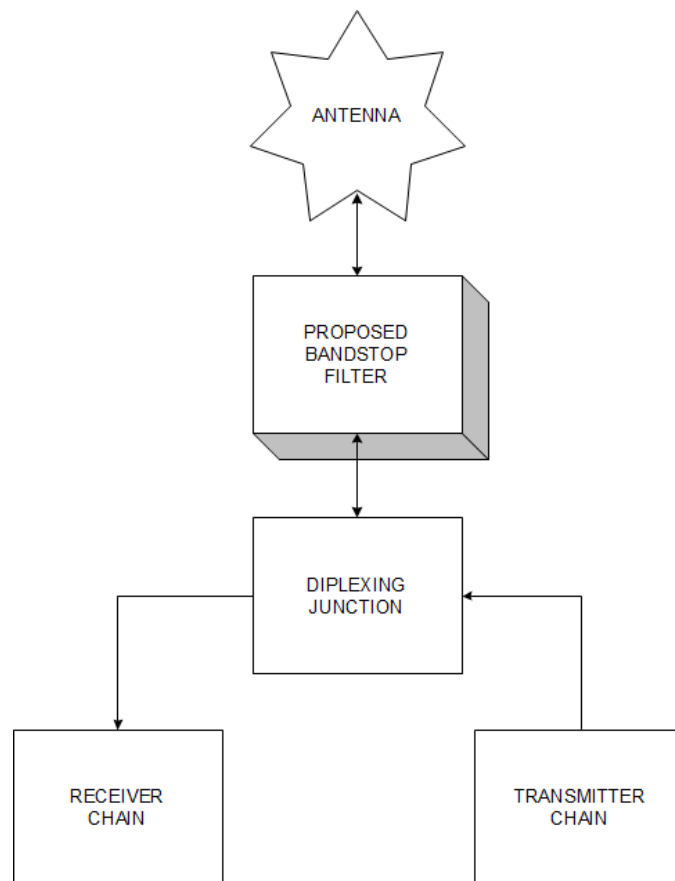 ANTENNA
PROPOSED
BANDSTOP
FILTER
DIPLEXING
JUNCTION
RECEIVER
CHAIN
TRANSMITTER
CHAIN